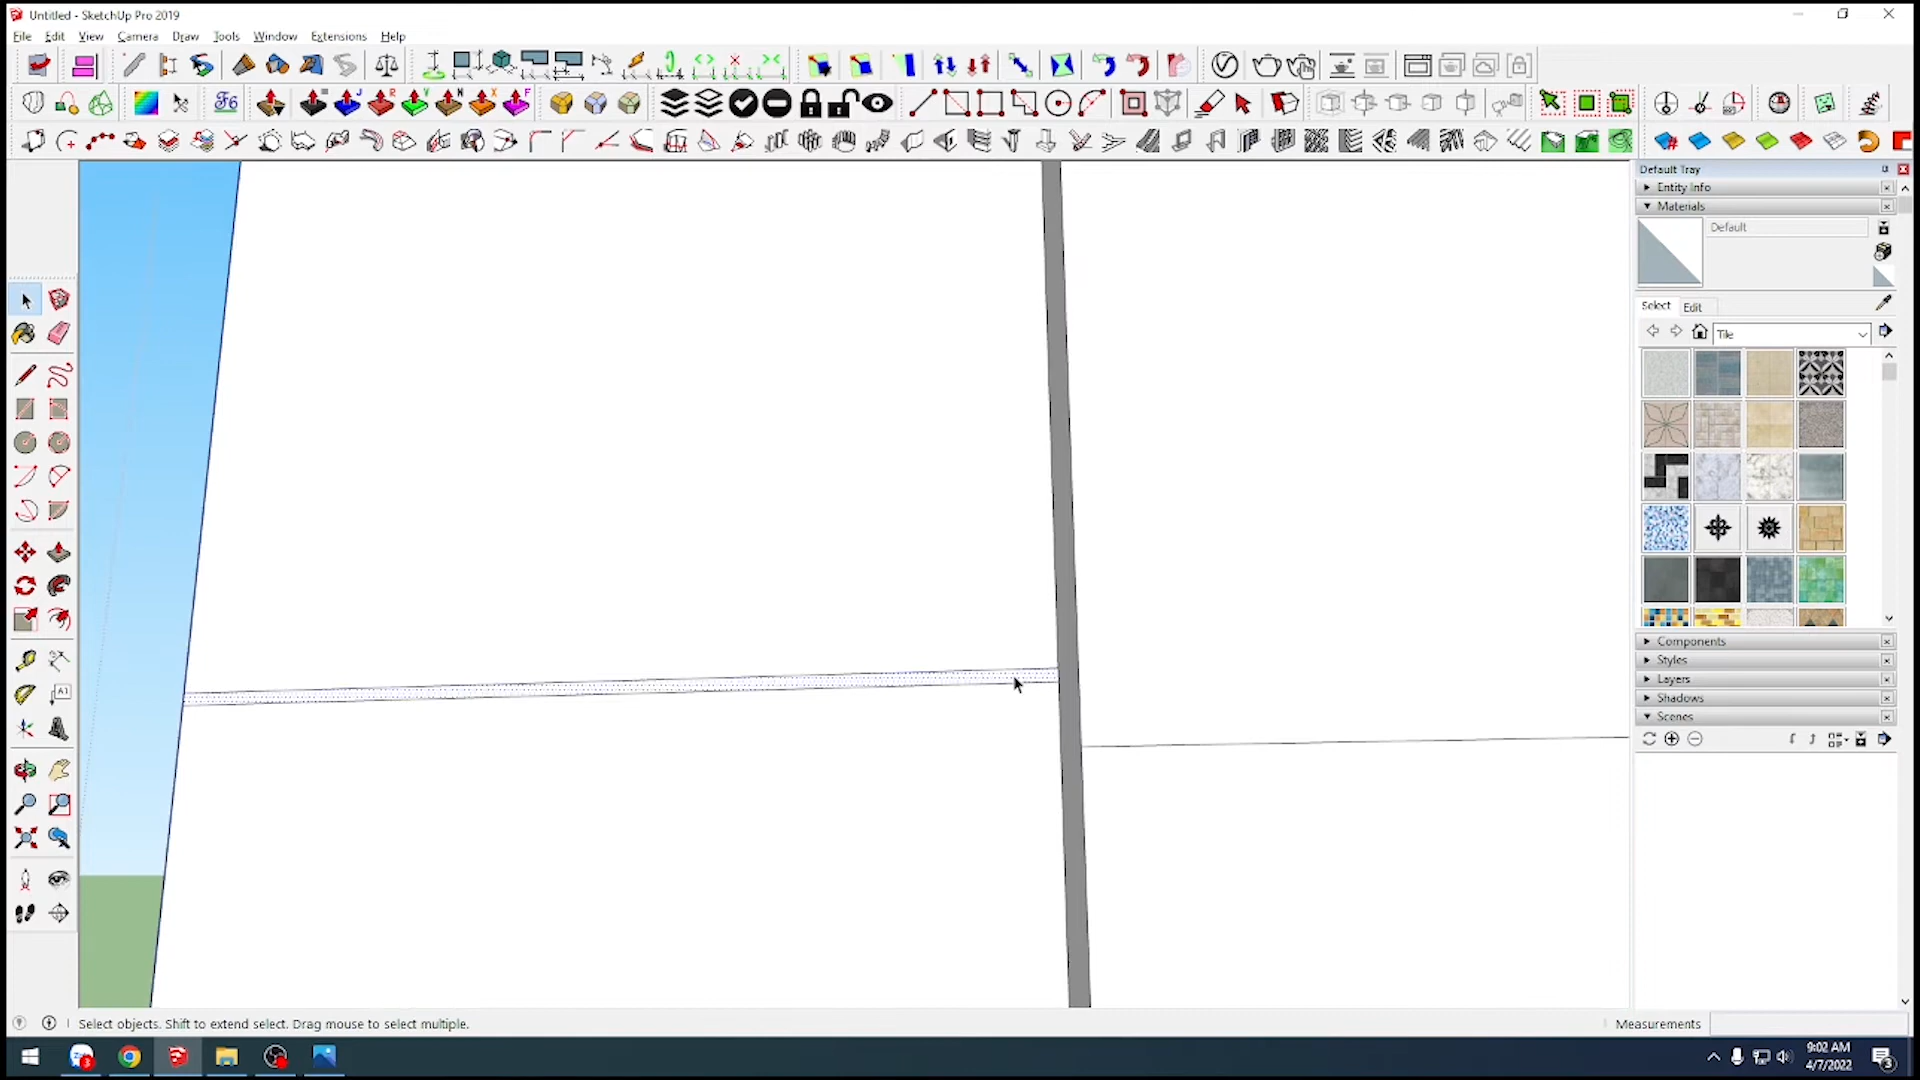 Untitled - SketchUp Pro 2019
File Edit View Camera Draw Tools Window Extensions Help
Default Tray
Entity Info
Materials
Default
Select Edit
Tile
Components
Styles
Layers
Shadows
Scenes
Select objects. Shift to extend select. Drag mouse to select multiple.
Measurements
9:02 AM
4/7/2022